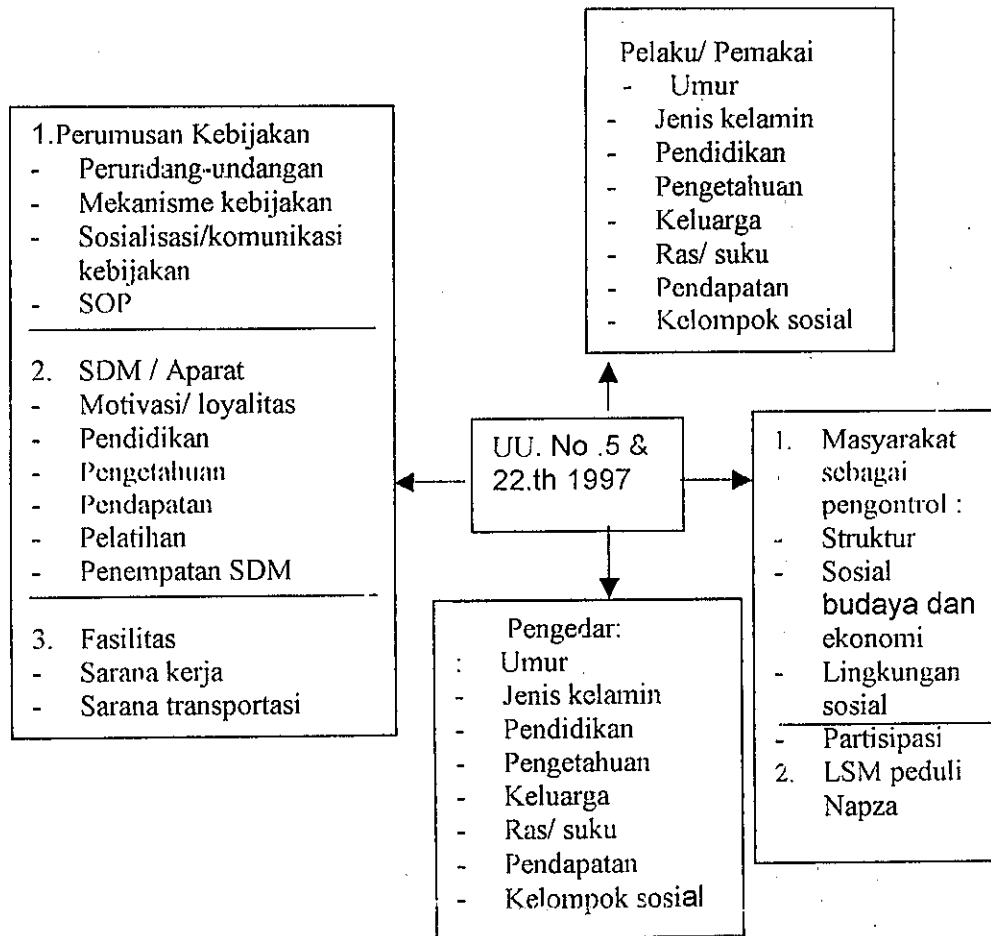 Pelaku/ Pemakai
- Umur
- Jenis kelamin
- Pendidikan
- Pengetahuan
- Keluarga
- Ras/ suku
- Pendapatan
- Kelompok sosial
1.Perumusan Kebijakan
- Perundang-undangan
- Mekanisme kebijakan
- Sosialisasi/komunikasi
kebijakan
- SOP
2. SDM / Aparat
- Motivasi/ loyalitas
- Pendidikan
- Pengetahuan
- Pendapatan
- Pelatihan
- Penempatan SDM
3. Fasilitas
- Sarana kerja
- Sarana transportasi
UU. No .5 &
22.th 1997
1. Masyarakat
sebagai
pengontrol :
- Struktur
- Sosial
budaya dan
ekonomi
- Lingkungan
sosial
- Partisipasi
2. LSM peduli
Napza
Pengedar:
: Umur
- Jenis kelamin
- Pendidikan
- Pengetahuan
- Keluarga
- Ras/ suku
- Pendapatan
- Kelompok sosial